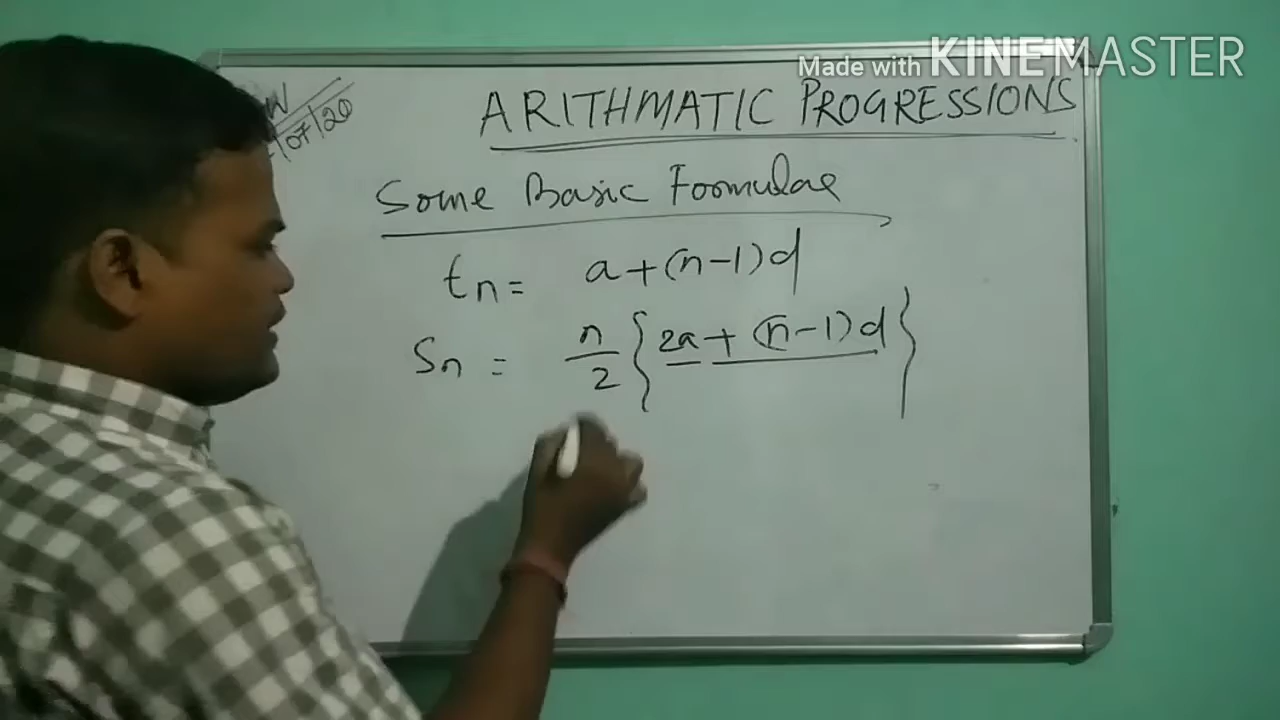 Made with KINEMASTER
ARITHMATIC PROGRESSIONS
Some Basic Formulae
tn = a+(n-1)d
Sn = n/2 {2a + (n-1)d}